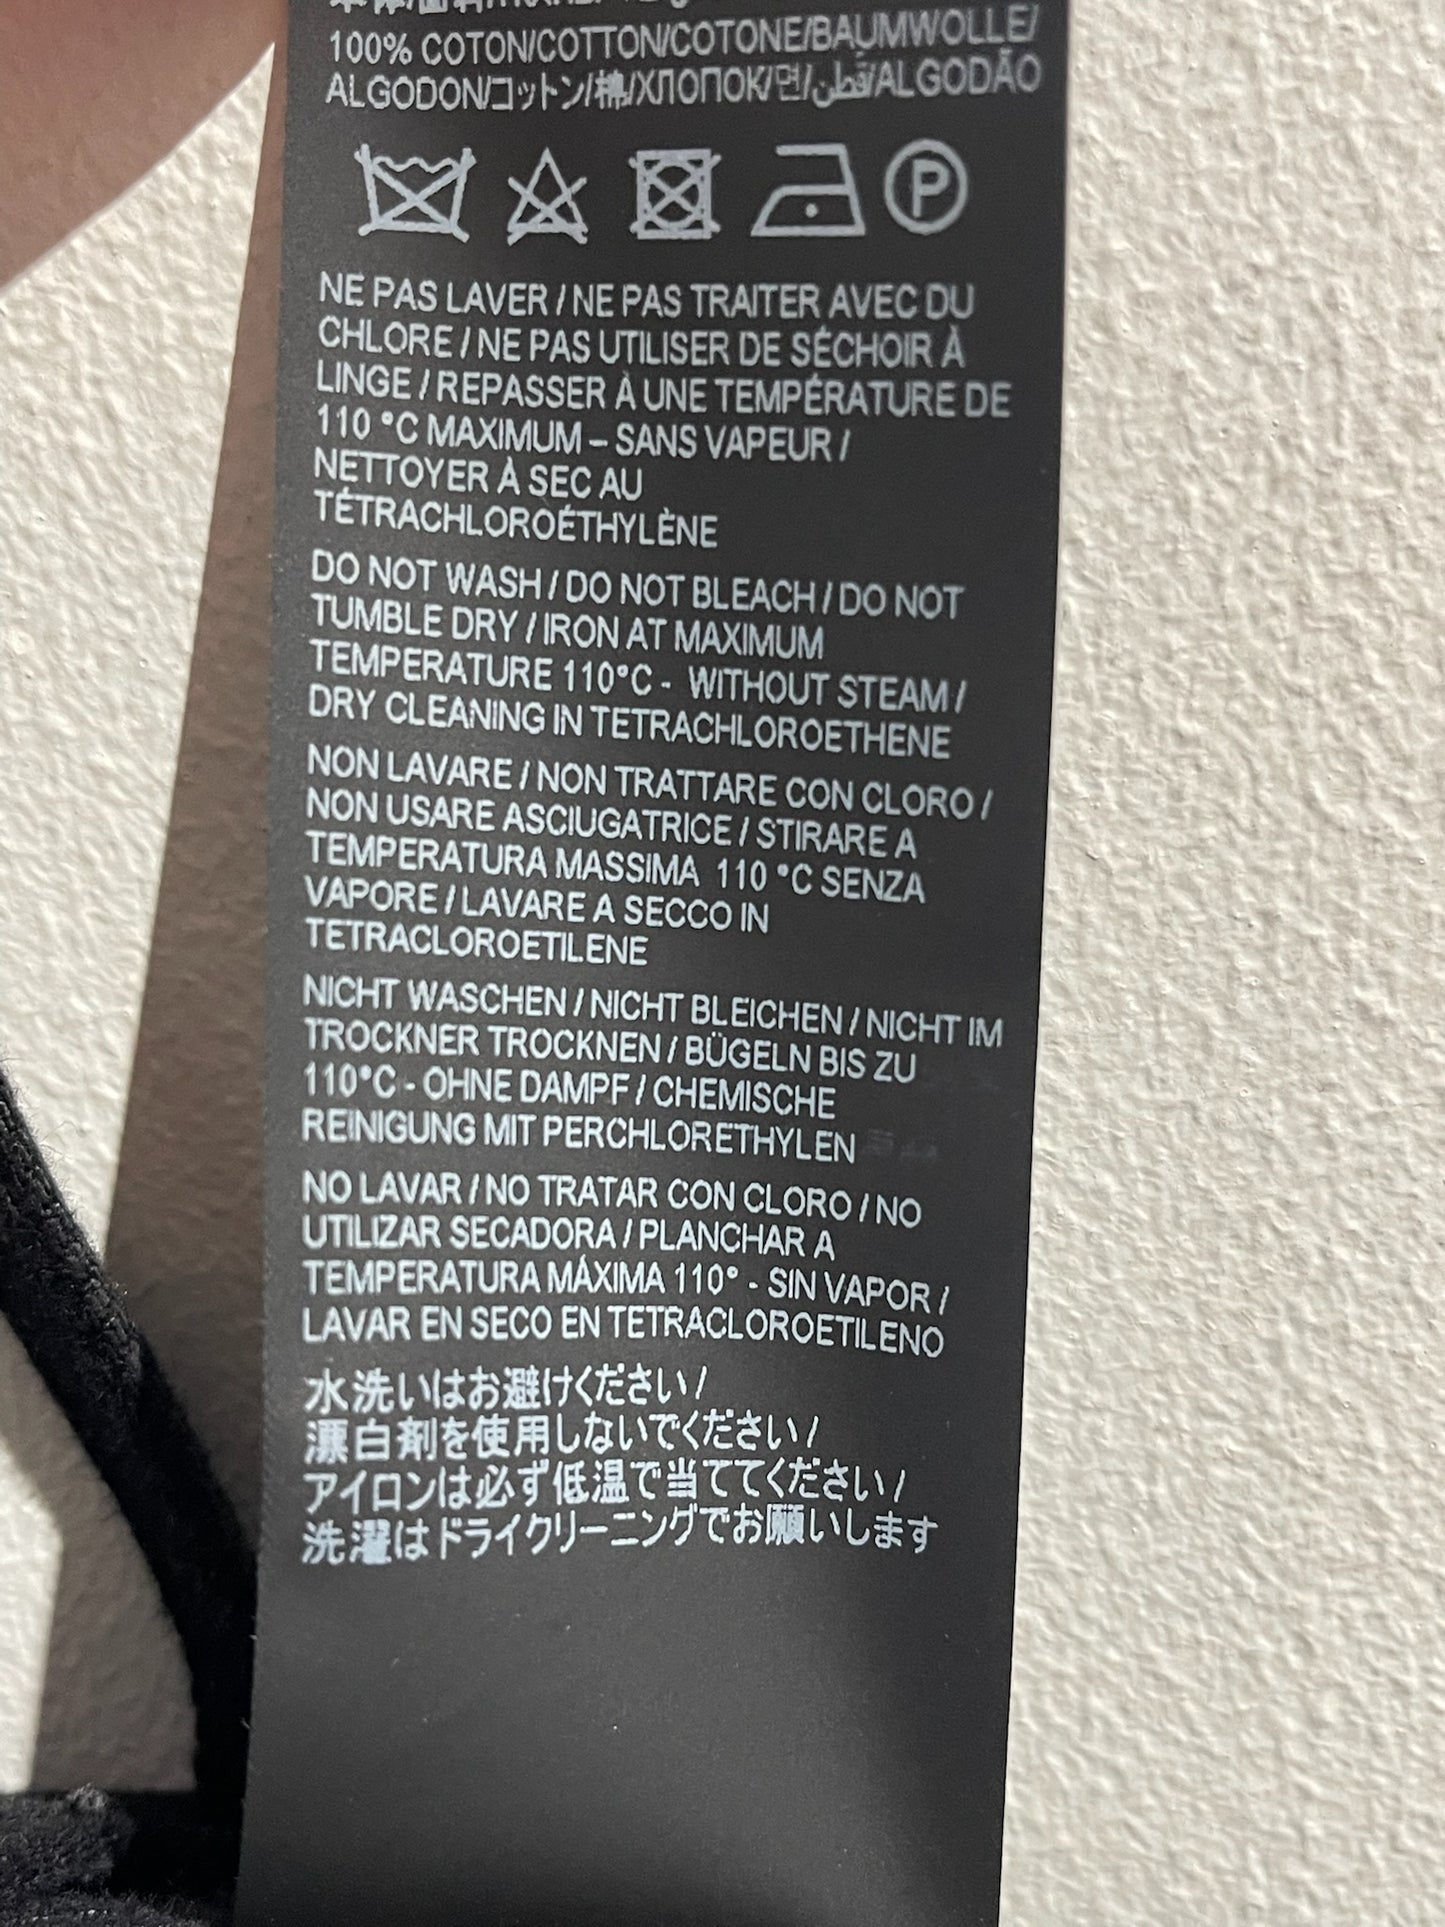 100% COTON/COTTON/COTONE/BAUMWOLLE/
ALGODON/コットン/棉/ХЛОПОК/면/قطن/ALGODÃO
P
NE PAS LAVER / NE PAS TRAITER AVEC DU
CHLORE / NE PAS UTILISER DE SÉCHOIR À
LINGE / REPASSER À UNE TEMPÉRATURE DE
110 °C MAXIMUM – SANS VAPEUR /
NETTOYER À SEC AU
TÉTRACHLOROÉTHYLÈNE
DO NOT WASH / DO NOT BLEACH / DO NOT
TUMBLE DRY / IRON AT MAXIMUM
TEMPERATURE 110°C - WITHOUT STEAM /
DRY CLEANING IN TETRACHLOROETHENE
NON LAVARE / NON TRATTARE CON CLORO /
NON USARE ASCIUGATRICE / STIRARE A
TEMPERATURA MASSIMA 110 °C SENZA
VAPORE / LAVARE A SECCO IN
TETRACLOROETILENE
NICHT WASCHEN / NICHT BLEICHEN / NICHT IM
TROCKNER TROCKNEN / BÜGELN BIS ZU
110°C - OHNE DAMPF / CHEMISCHE
REINIGUNG MIT PERCHLORETHYLEN
NO LAVAR / NO TRATAR CON CLORO / NO
UTILIZAR SECADORA / PLANCHAR A
TEMPERATURA MÁXIMA 110° - SIN VAPOR /
LAVAR EN SECO EN TETRACLOROETILENO
水洗いはお避けください /
漂白剤を使用しないでください /
アイロンは必ず低温で当ててください /
洗濯はドライクリーニングでお願いします